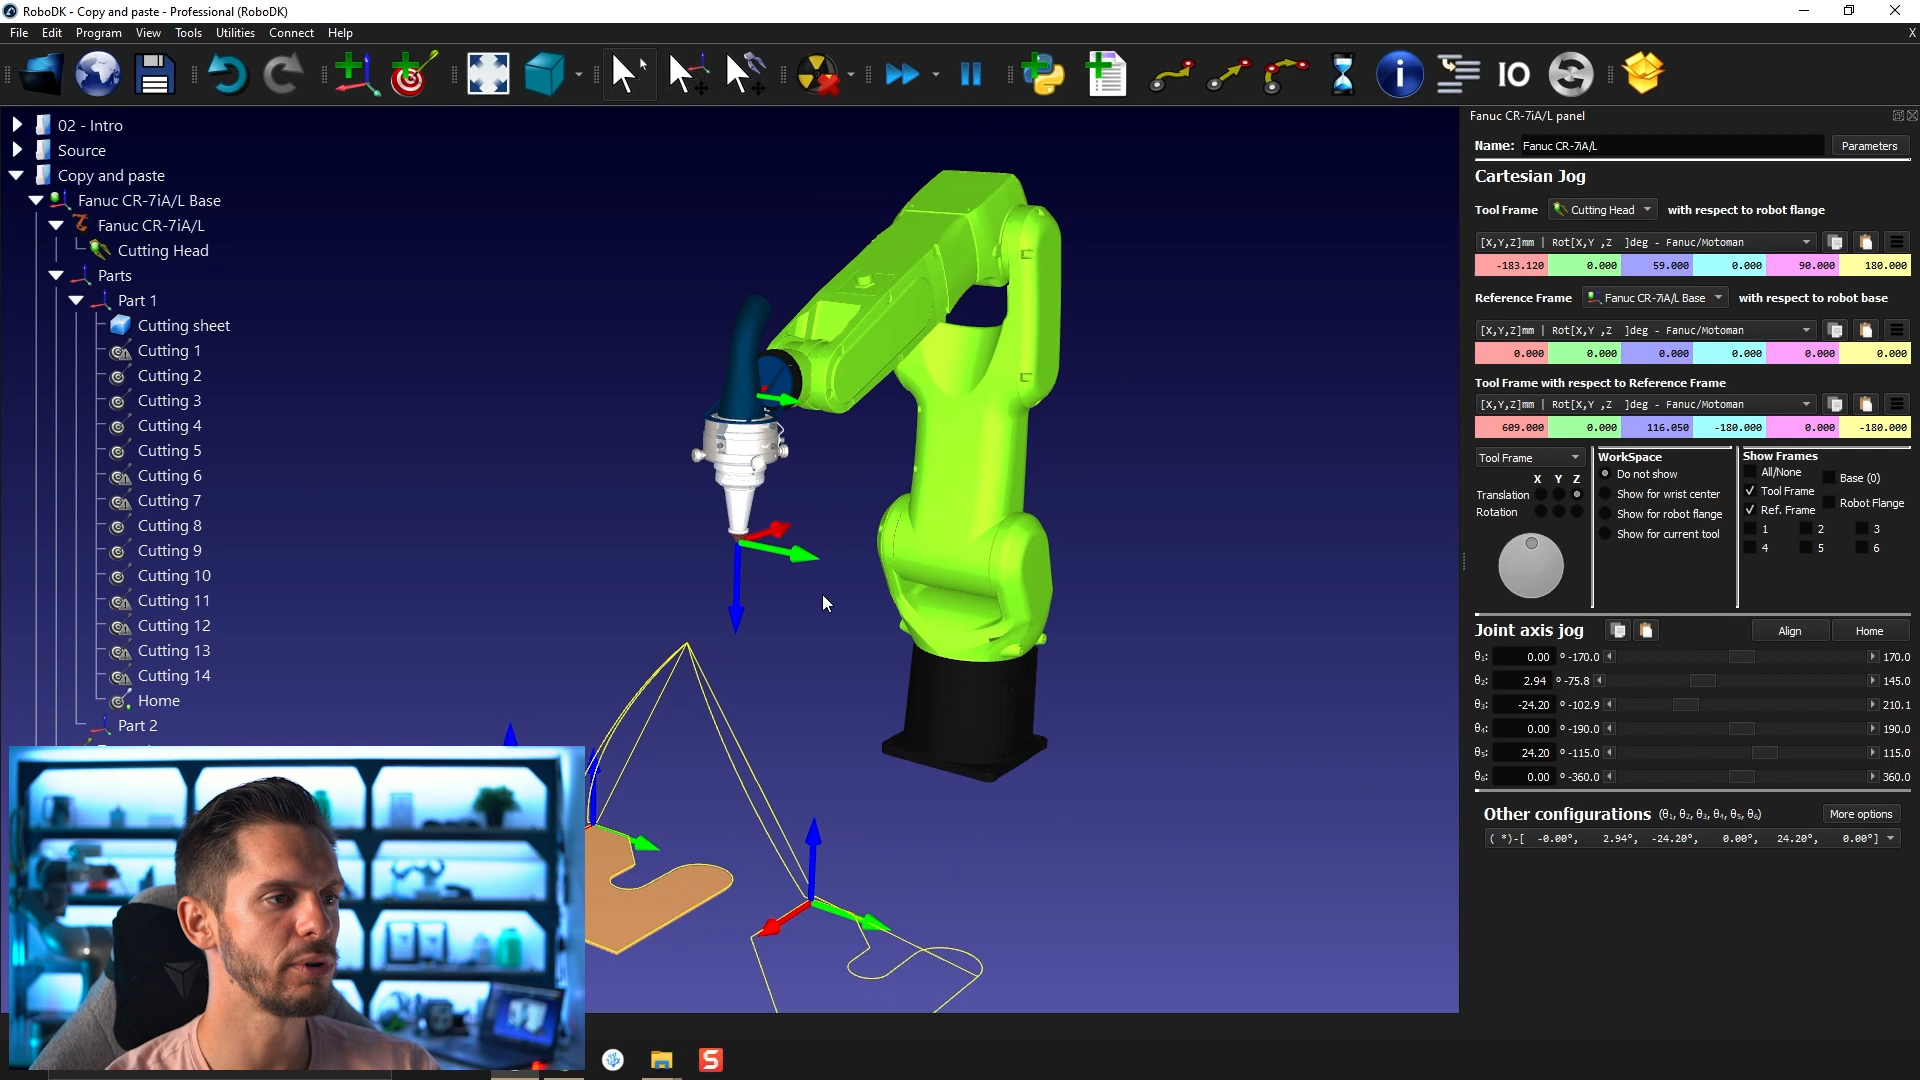 RoboDK - Copy and paste - Professional (RoboDK)
File Edit Program View Tools Utilities Connect Help X
IO
02 - Intro
Source
Copy and paste
Fanuc CR-7iA/L Base
Fanuc CR-7iA/L
Cutting Head
Parts
Part 1
Cutting sheet
Cutting 1
Cutting 2
Cutting 3
Cutting 4
Cutting 5
Cutting 6
Cutting 7
Cutting 8
Cutting 9
Cutting 10
Cutting 11
Cutting 12
Cutting 13
Cutting 14
Home
Part 2
Fanuc CR-7iA/L panel
Name: Fanuc CR-7iA/L Parameters
Cartesian Jog
Tool Frame Cutting Head with respect to robot flange
[X,Y,Z]mm | Rot[X,Y ,Z ]deg - Fanuc/Motoman
-183.120 0.000 59.000 0.000 90.000 180.000
Reference Frame Fanuc CR-7iA/L Base with respect to robot base
[X,Y,Z]mm | Rot[X,Y ,Z ]deg - Fanuc/Motoman
0.000 0.000 0.000 0.000 0.000 0.000
Tool Frame with respect to Reference Frame
[X,Y,Z]mm | Rot[X,Y ,Z ]deg - Fanuc/Motoman
609.000 0.000 116.050 -180.000 0.000 -180.000
Tool Frame
X Y Z
Translation
Rotation
WorkSpace
Do not show
Show for wrist center
Show for robot flange
Show for current tool
Show Frames
All/None Base (0)
Tool Frame
Robot Flange
Ref. Frame
1 2 3
4 5 6
Joint axis jog Align Home
θ₁: 0.00 º -170.0 170.0
θ₂: 2.94 º -75.8 145.0
θ₃: -24.20 º -102.9 210.1
θ₄: 0.00 º -190.0 190.0
θ₅: 24.20 º -115.0 115.0
θ₆: 0.00 º -360.0 360.0
Other configurations (θ₁, θ₂, θ₃, θ₄, θ₅, θ₆) More options
( *)-[ -0.00°, 2.94°, -24.20°, 0.00°, 24.20°, 0.00°]
S